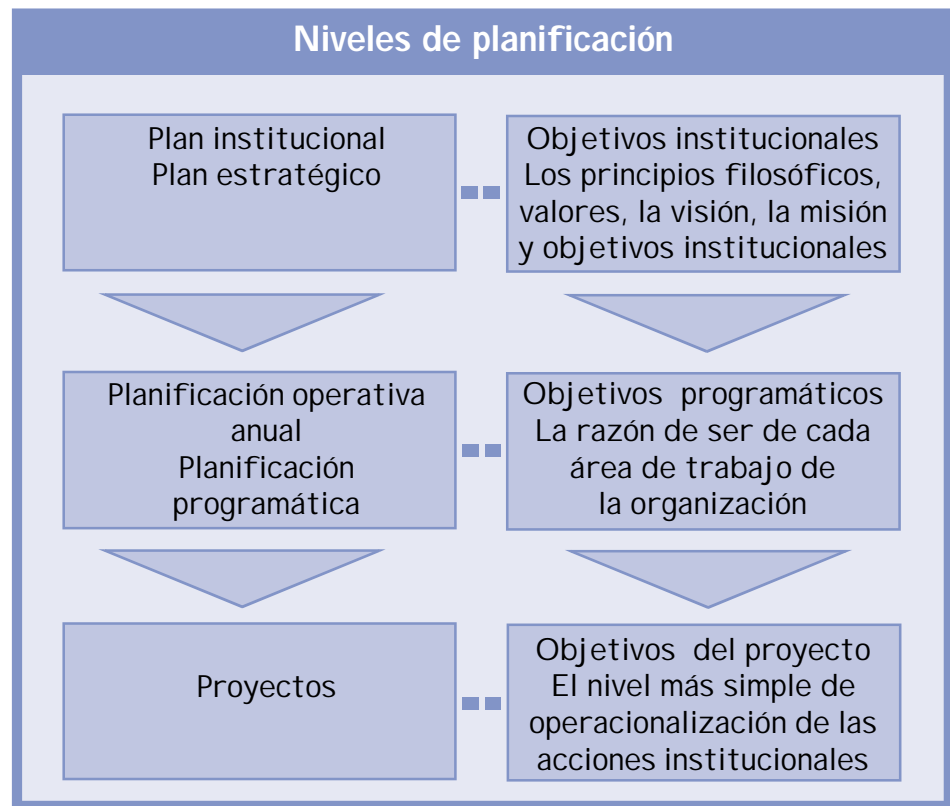 Niveles de planificación
Plan institucional
Plan estratégico
Objetivos institucionales
Los principios filosóficos,
valores, la visión, la misión
y objetivos institucionales
Planificación operativa
anual
Planificación
programática
Objetivos programáticos
La razón de ser de cada
área de trabajo de
la organización
Proyectos
Objetivos del proyecto
El nivel más simple de
operacionalización de las
acciones institucionales